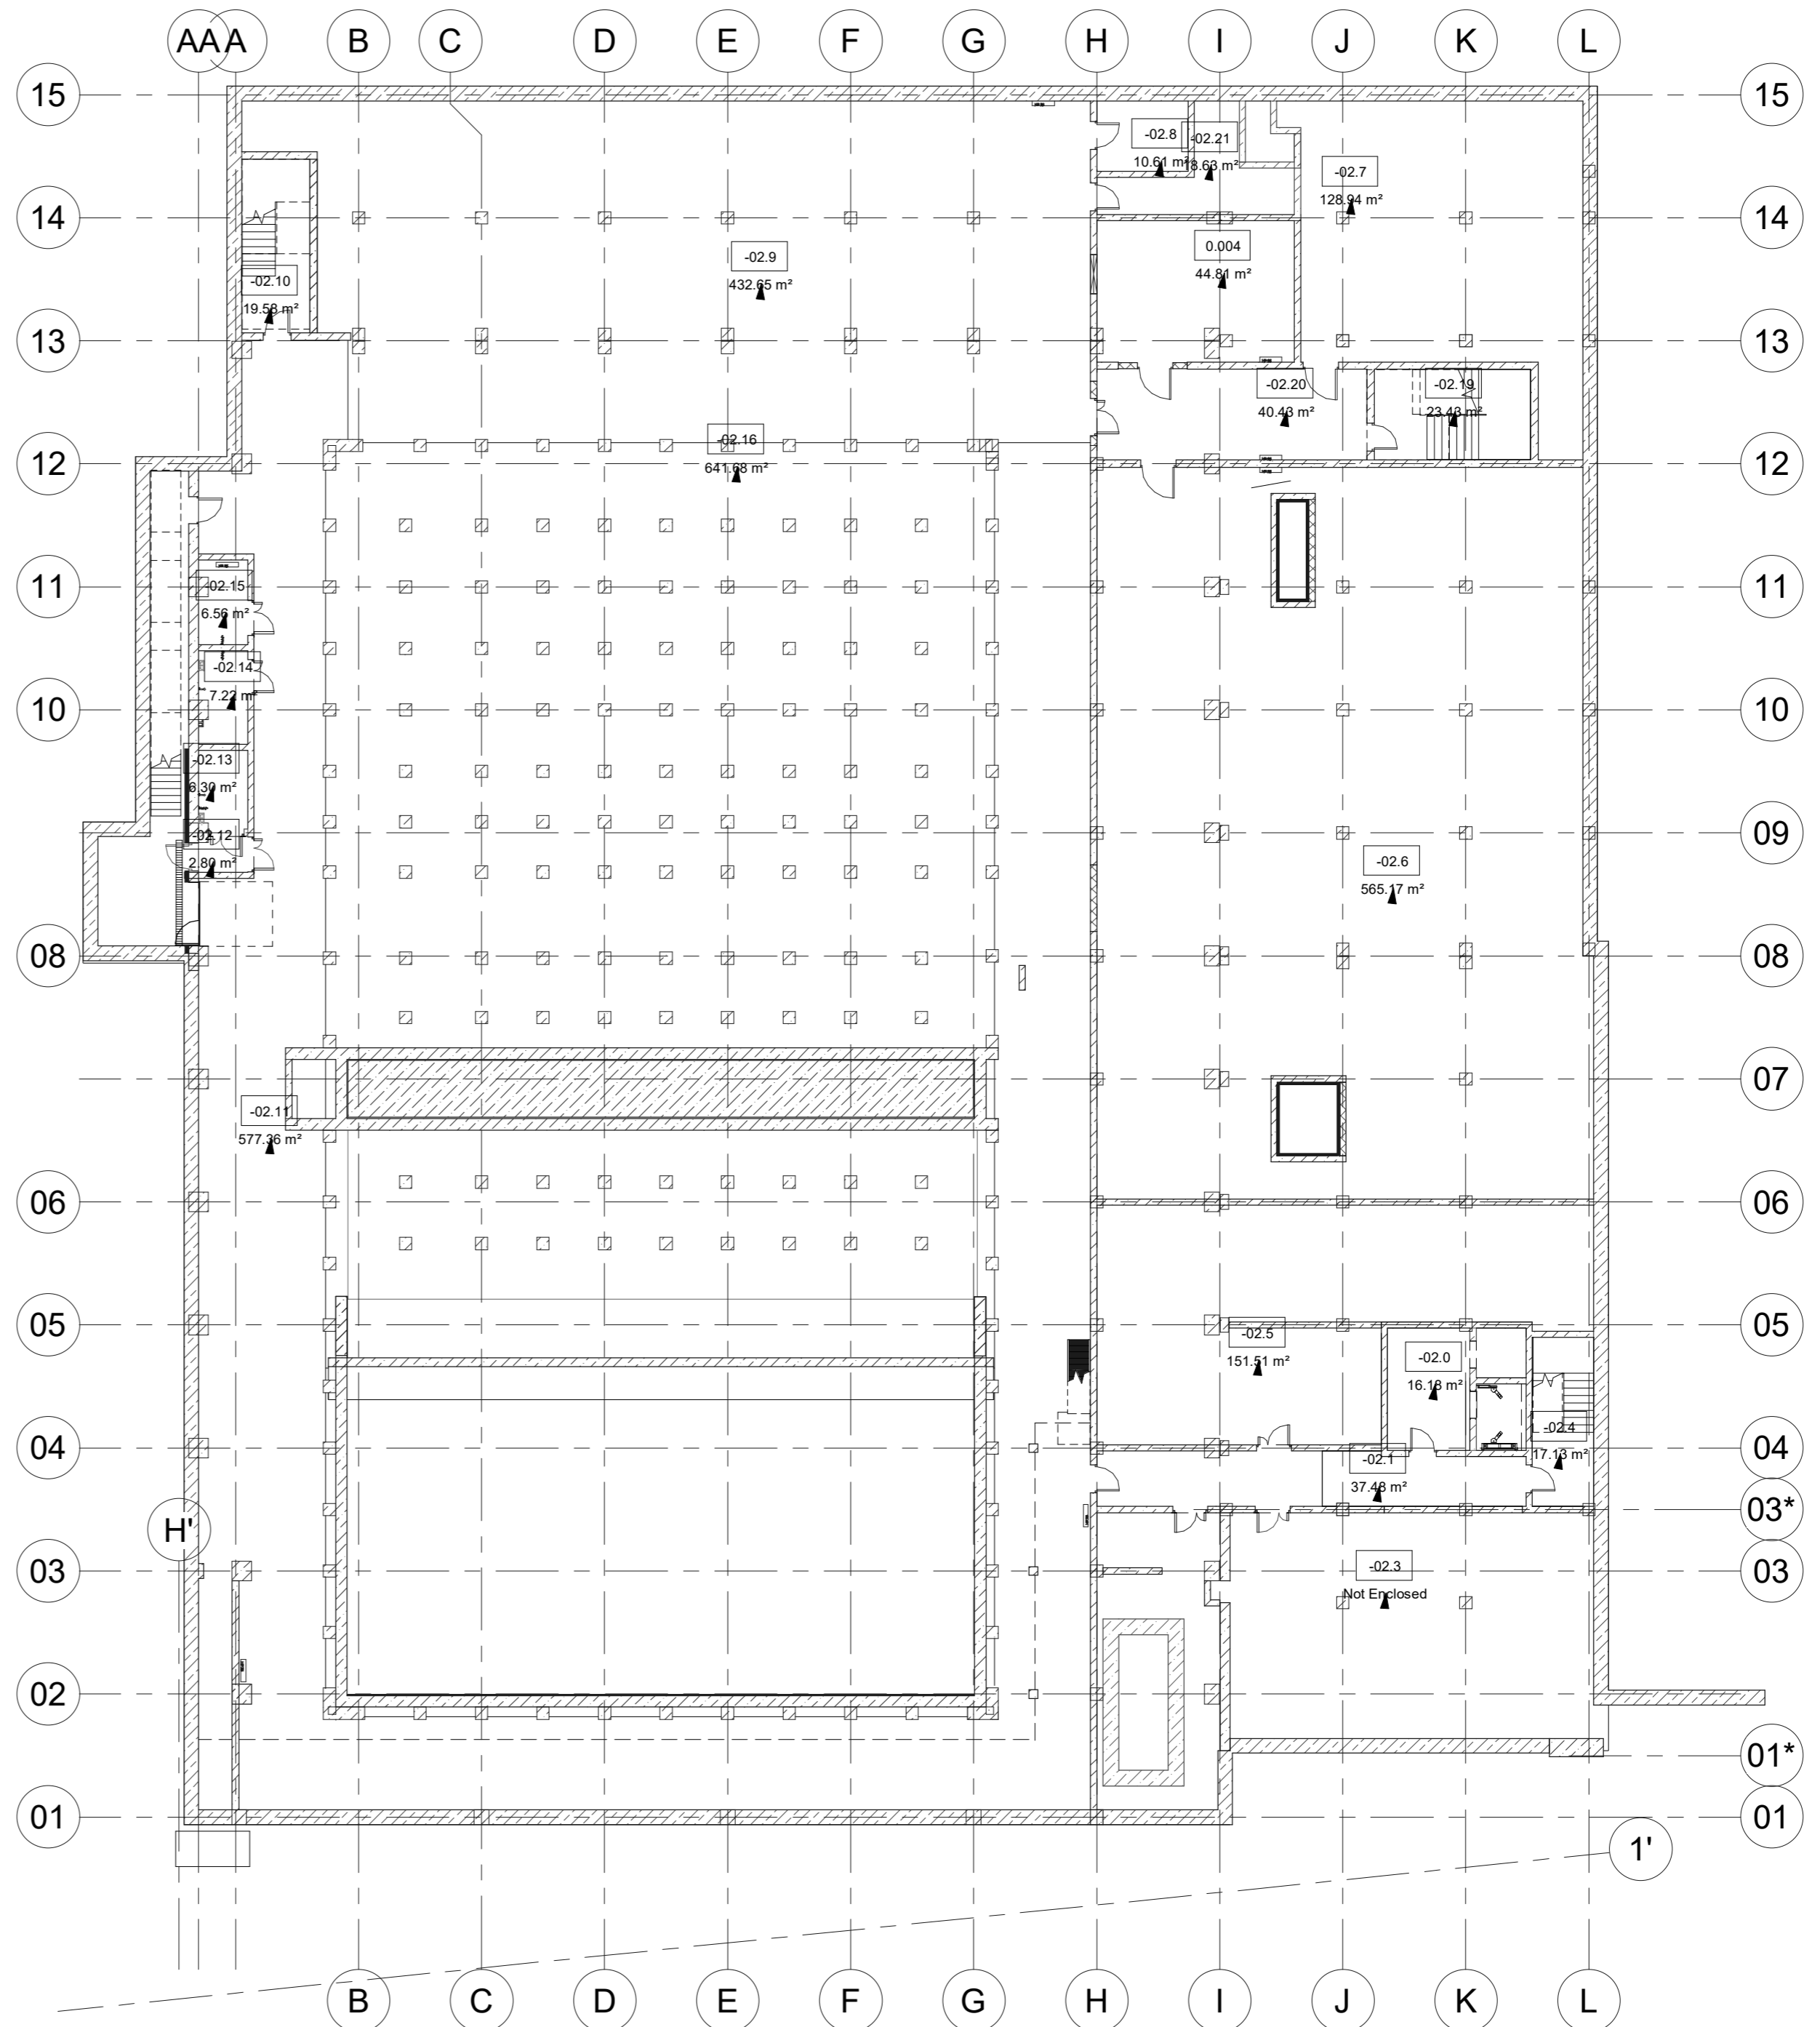 AA A B C D E F G H I J K L
15 15
-02.8
-02.21
10.61 m²
18.63 m²
-02.7
128.94 m²
14 14
0.004
44.81 m²
-02.9
432.65 m²
-02.10
19.58 m²
13 13
-02.20
40.43 m²
-02.19
23.43 m²
-02.16
641.68 m²
12 12
11 11
-02.15
6.56 m²
-02.14
7.22 m²
10 10
-02.13
6.30 m²
-02.12
2.80 m²
09
-02.6
565.17 m²
08 08
07
-02.11
577.36 m²
06 06
05 05
-02.5
151.51 m²
-02.0
16.18 m²
-02.4
17.13 m²
04 04
-02.1
37.48 m²
03*
H'
03 03
-02.3
Not Enclosed
02 02
01*
01 01
1'
B C D E F G H I J K L